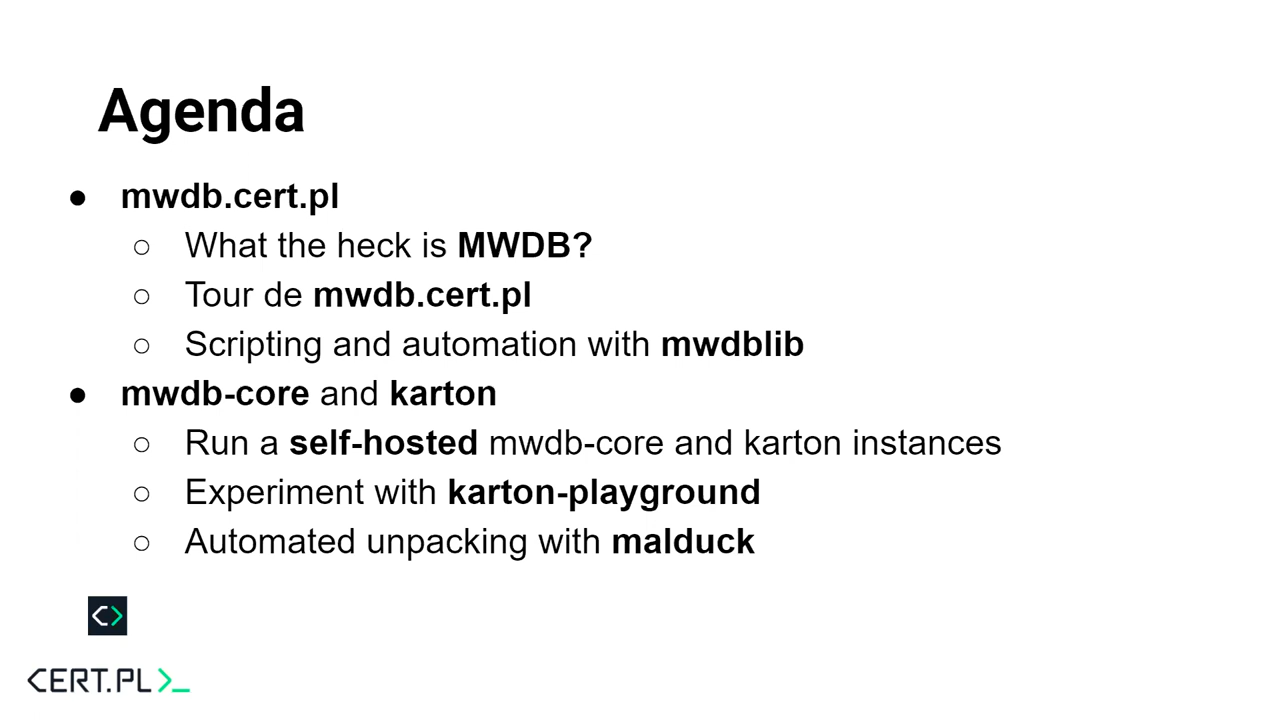 Agenda
● mwdb.cert.pl
○ What the heck is MWDB?
○ Tour de mwdb.cert.pl
○ Scripting and automation with mwdblib
● mwdb-core and karton
○ Run a self-hosted mwdb-core and karton instances
○ Experiment with karton-playground
○ Automated unpacking with malduck
<>
CERT.PL>_